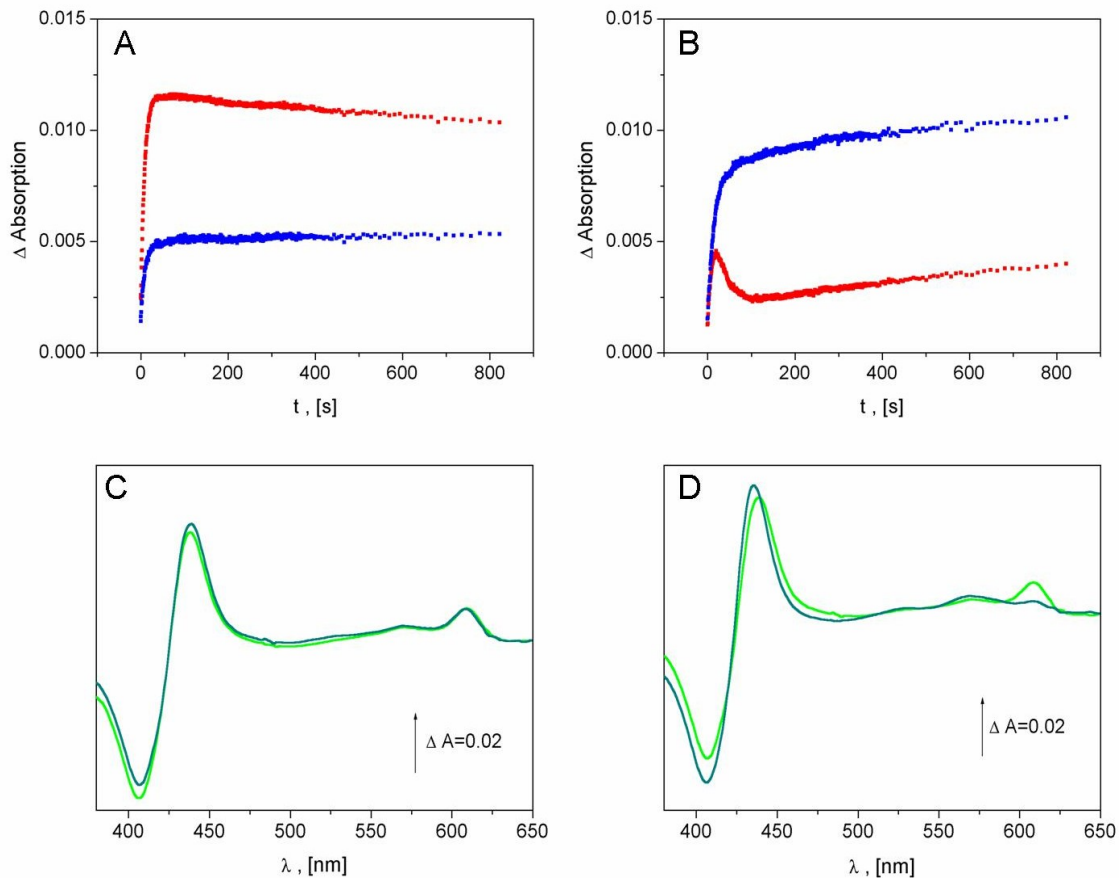 A
B
0.015
0.010
0.005
0.000
Δ Absorption
0 200 400 600 800
t , [s]
0.015
0.010
0.005
0.000
Δ Absorption
0 200 400 600 800
t , [s]
C
D
Δ A=0.02
400 450 500 550 600 650
λ , [nm]
Δ A=0.02
400 450 500 550 600 650
λ , [nm]